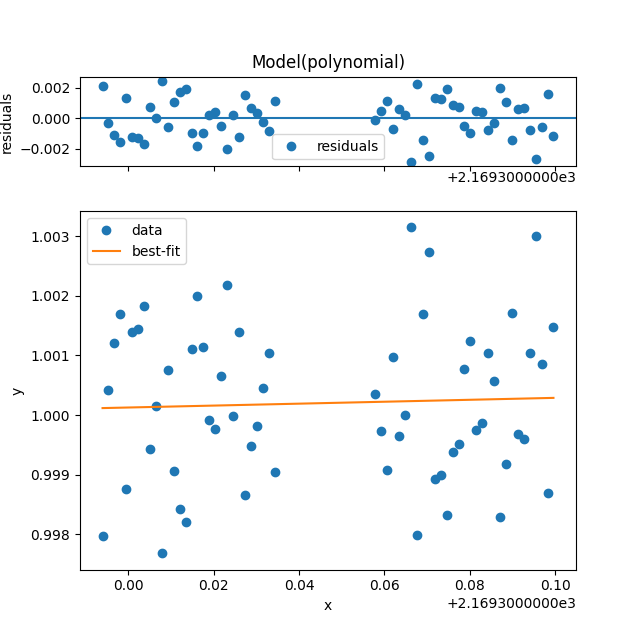 Model(polynomial)
residuals
0.002
0.000
−0.002
residuals
+2.1693000000e3
data
best-fit
y
1.003
1.002
1.001
1.000
0.999
0.998
0.00 0.02 0.04 0.06 0.08 0.10
x
+2.1693000000e3